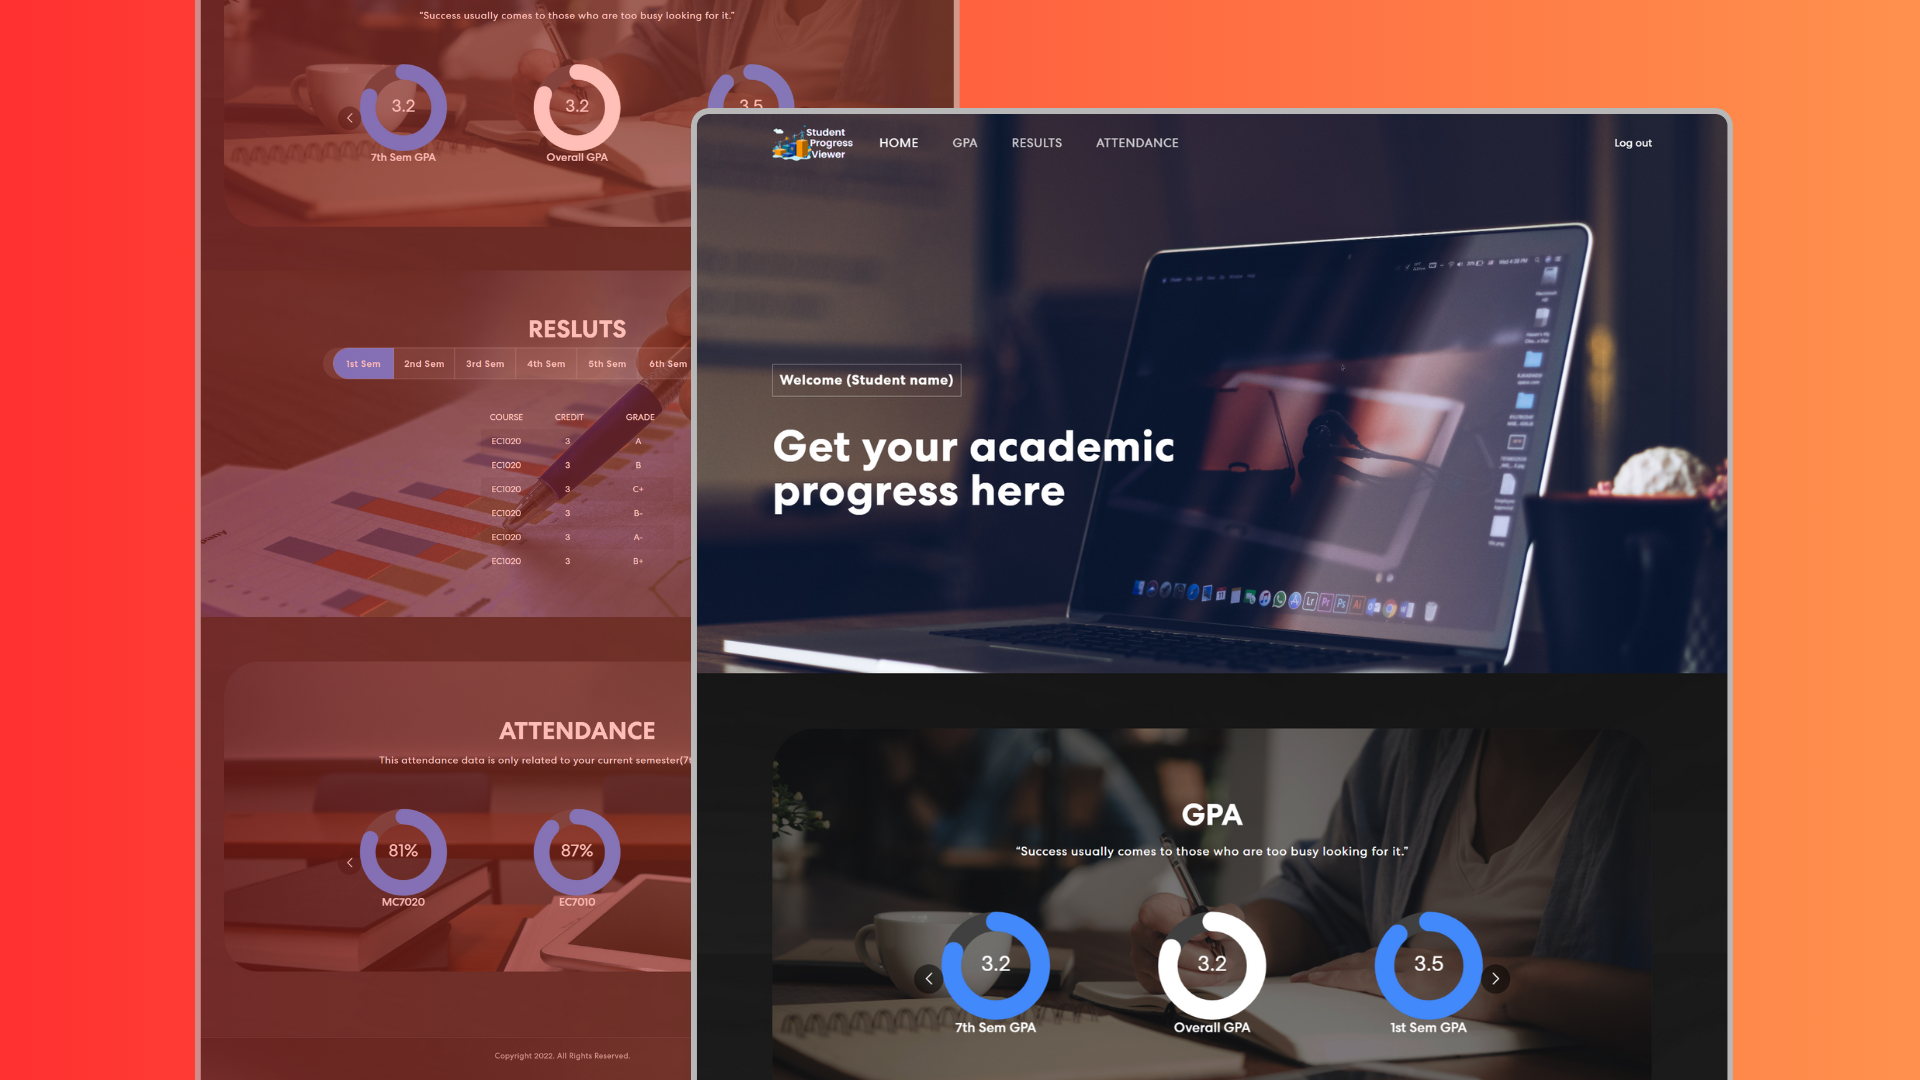 “Success usually comes to those who are too busy looking for it.”
3.2
3.2
3.5
7th Sem GPA
Overall GPA
RESLUTS
1st Sem 2nd Sem 3rd Sem 4th Sem 5th Sem 6th Sem
COURSE CREDIT GRADE
EC1020 3 A
EC1020 3 B
EC1020 3 C+
EC1020 3 B-
EC1020 3 A-
EC1020 3 B+
ATTENDANCE
This attendance data is only related to your current semester(7t
81%
87%
MC7020
EC7010
Copyright 2022. All Rights Reserved.
Student
Progress
Viewer
HOME GPA RESULTS ATTENDANCE
Log out
Welcome (Student name)
Get your academic
progress here
Lr Pr Ps Ai
GPA
“Success usually comes to those who are too busy looking for it.”
3.2
3.2
3.5
7th Sem GPA
Overall GPA
1st Sem GPA